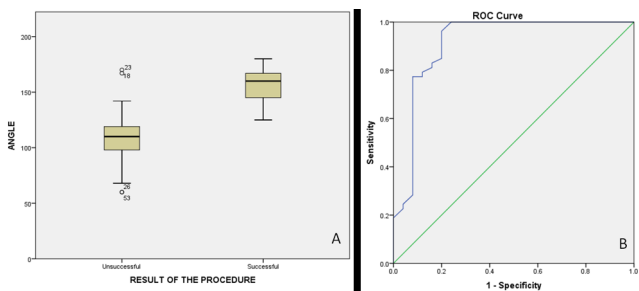 200
150
100
50
0
ANGLE
23
18
26
53
Unsuccessful
Successful
RESULT OF THE PROCEDURE
A
ROC Curve
1.0
0.8
0.6
0.4
0.2
0.0
Sensitivity
0.0 0.2 0.4 0.6 0.8 1.0
1 - Specificity
B